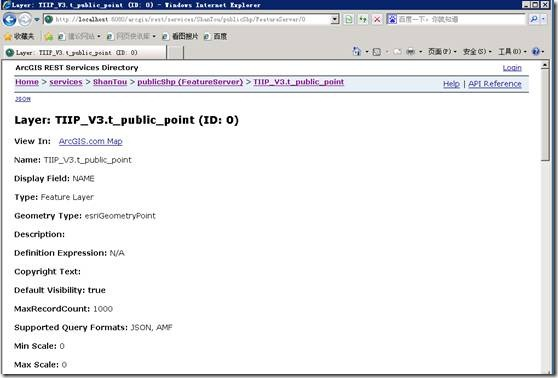 Layer: TIIP_V3.t_public_point (ID: 0) - Windows Internet Explorer
http://localhost:6080/arcgis/rest/services/ShanTou/publicShp/FeatureServer/0
百度一下，你就知道
收藏夹 建议网站 网页快讯库 看图照片 百度
Layer: TIIP_V3.t_public_point (ID: 0)
页面(P) 安全(S) 工具(O)
ArcGIS REST Services Directory Login
Home > services > ShanTou > publicShp (FeatureServer) > TIIP_V3.t_public_point Help | API Reference
JSON
Layer: TIIP_V3.t_public_point (ID: 0)
View In: ArcGIS.com Map
Name: TIIP_V3.t_public_point
Display Field: NAME
Type: Feature Layer
Geometry Type: esriGeometryPoint
Description:
Definition Expression: N/A
Copyright Text:
Default Visibility: true
MaxRecordCount: 1000
Supported Query Formats: JSON, AMF
Min Scale: 0
Max Scale: 0